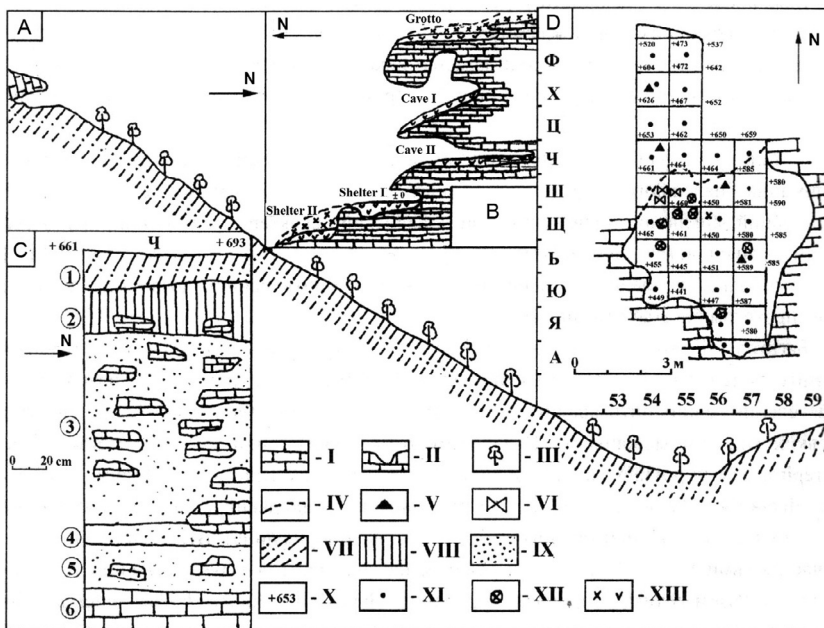 A
N
N
Grotto
Cave I
Cave II
Shelter I
±0
Shelter II
B
C
+661 Ч +693
1
2
N
3
0 20 cm
4
5
6
D
N
Ф
Х
Ц
Ч
Ш
Щ
Ь
Ю
Я
А
+520 +473 +537
+604 +472 +642
+626 +467 +652
+653 +462 +650 +659
+661 +464 +464 +585
+580
+468 +450 +581 +590
+465 +461 +450 +580 +585
+455 +445 +451 +589 +585
+449 +441 +447 +587
+580
0 3 м
53 54 55 56 57 58 59
- I - II - III
- IV - V - VI
- VII - VIII - IX
+653 - X - XI - XII - XIII